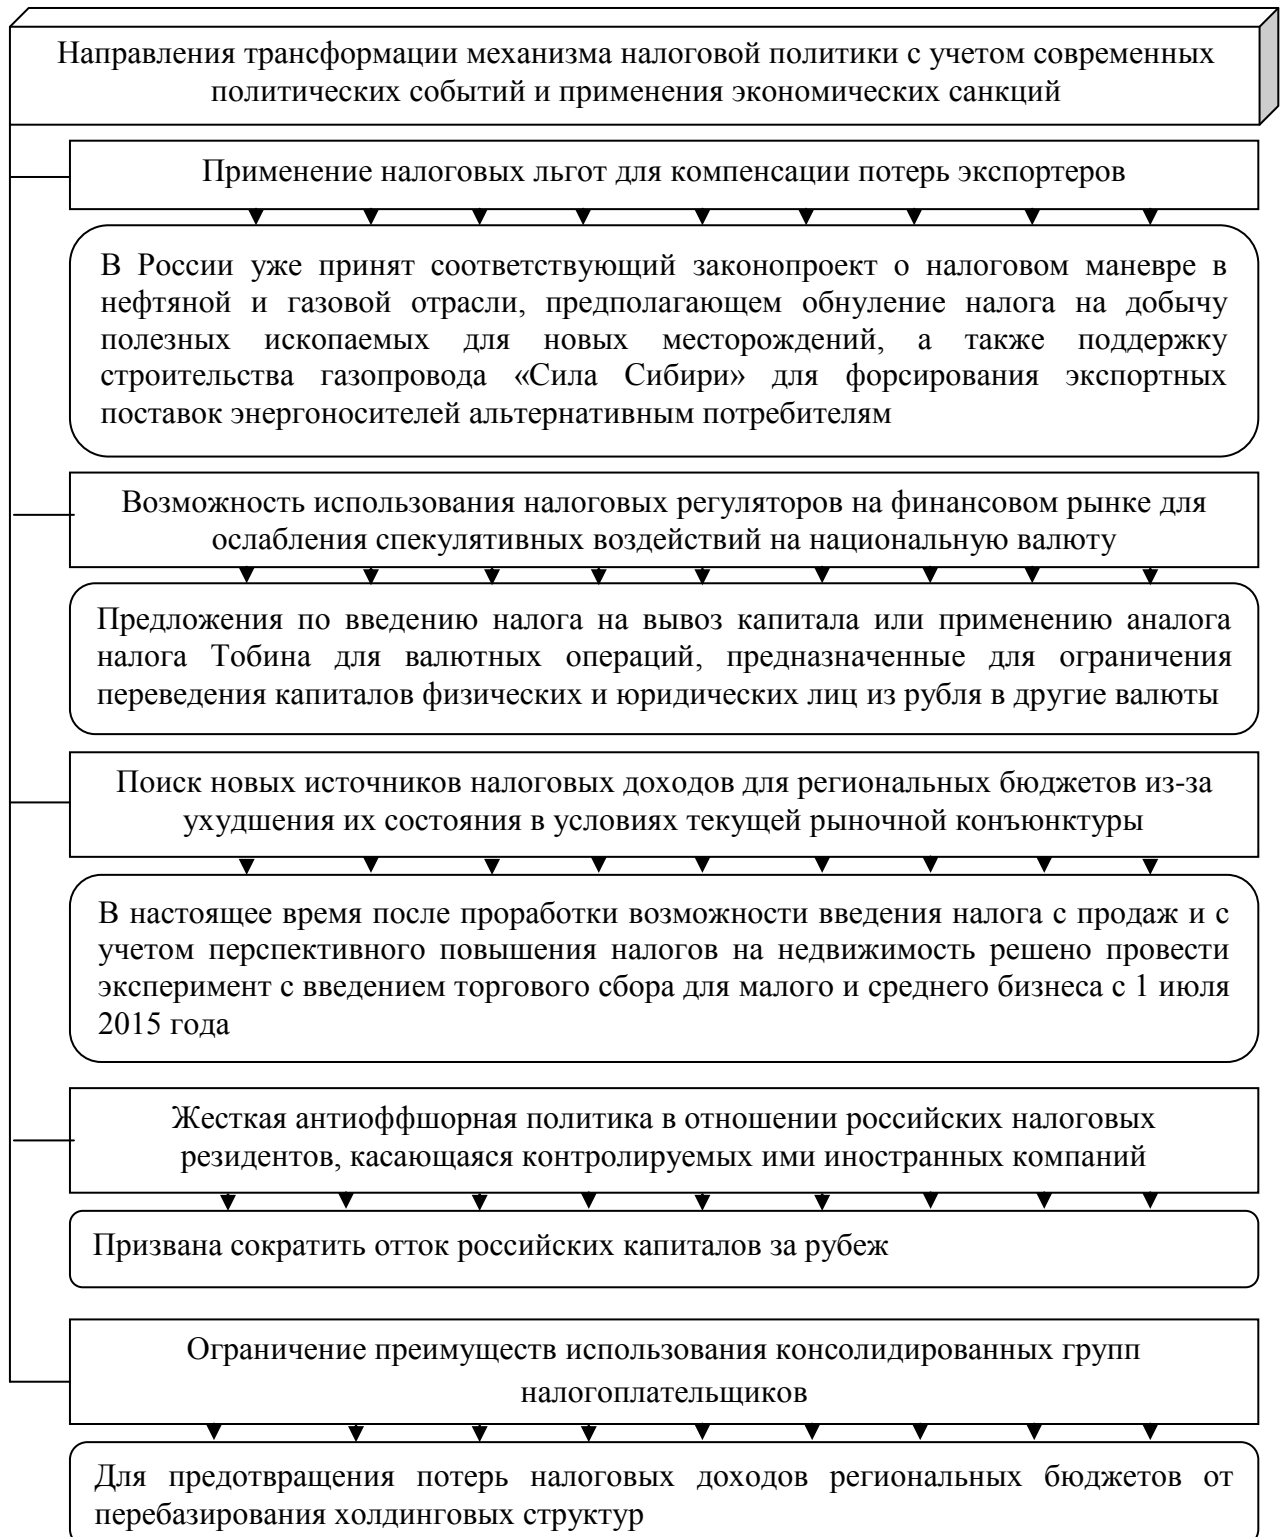 Направления трансформации механизма налоговой политики с учетом современных
политических событий и применения экономических санкций
Применение налоговых льгот для компенсации потерь экспортеров
В России уже принят соответствующий законопроект о налоговом маневре в
нефтяной и газовой отрасли, предполагающем обнуление налога на добычу
полезных ископаемых для новых месторождений, а также поддержку
строительства газопровода «Сила Сибири» для форсирования экспортных
поставок энергоносителей альтернативным потребителям
Возможность использования налоговых регуляторов на финансовом рынке для
ослабления спекулятивных воздействий на национальную валюту
Предложения по введению налога на вывоз капитала или применению аналога
налога Тобина для валютных операций, предназначенные для ограничения
переведения капиталов физических и юридических лиц из рубля в другие валюты
Поиск новых источников налоговых доходов для региональных бюджетов из-за
ухудшения их состояния в условиях текущей рыночной конъюнктуры
В настоящее время после проработки возможности введения налога с продаж и с
учетом перспективного повышения налогов на недвижимость решено провести
эксперимент с введением торгового сбора для малого и среднего бизнеса с 1 июля
2015 года
Жесткая антиоффшорная политика в отношении российских налоговых
резидентов, касающаяся контролируемых ими иностранных компаний
Призвана сократить отток российских капиталов за рубеж
Ограничение преимуществ использования консолидированных групп
налогоплательщиков
Для предотвращения потерь налоговых доходов региональных бюджетов от
перебазирования холдинговых структур